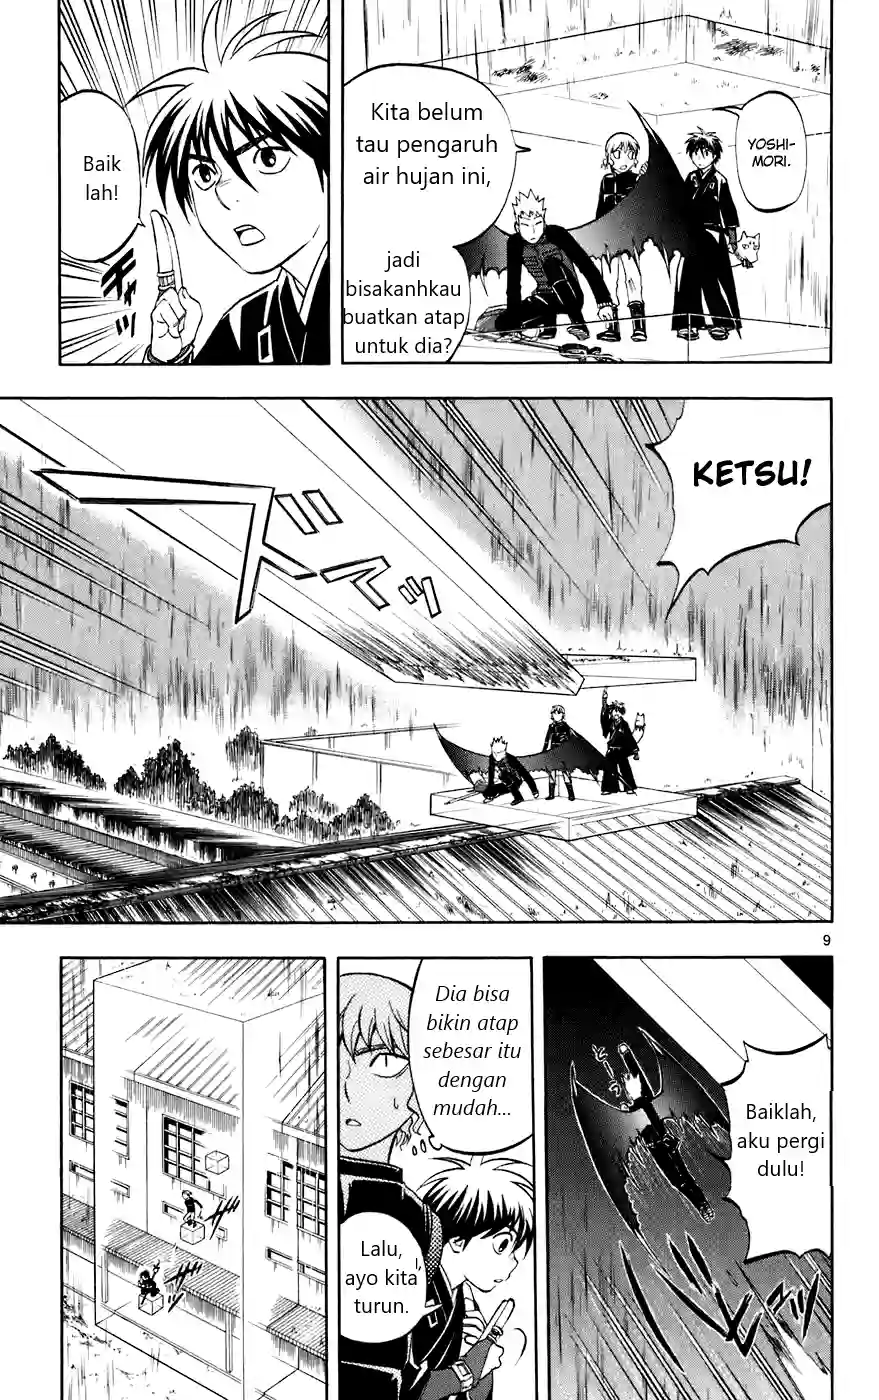 YOSHI-
MORI.
Kita belum
tau pengaruh
air hujan ini,
jadi
bisakanhkau
buatkan atap
untuk dia?
Baik
lah!
KETSU!
9
Baiklah,
aku pergi
dulu!
Dia bisa
bikin atap
sebesar itu
dengan
mudah...
Lalu,
ayo kita
turun.